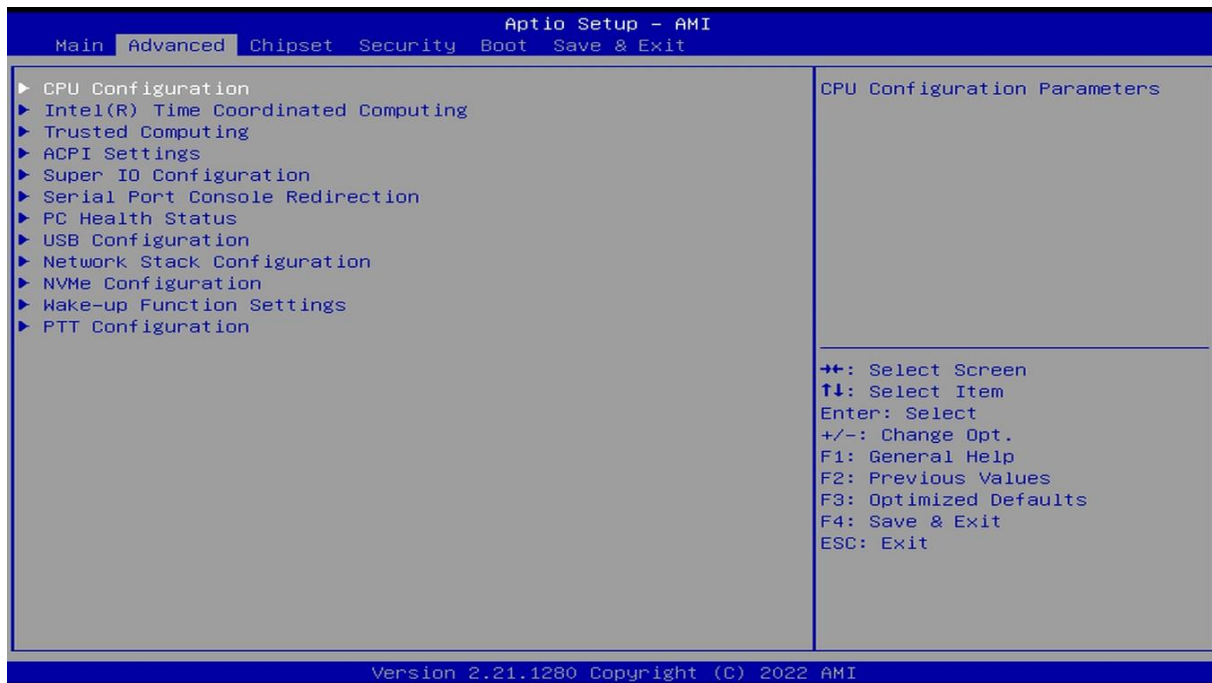 Aptio Setup - AMI
Main Advanced Chipset Security Boot Save & Exit
▶ CPU Configuration
▶ Intel(R) Time Coordinated Computing
▶ Trusted Computing
▶ ACPI Settings
▶ Super IO Configuration
▶ Serial Port Console Redirection
▶ PC Health Status
▶ USB Configuration
▶ Network Stack Configuration
▶ NVMe Configuration
▶ Wake-up Function Settings
▶ PTT Configuration
CPU Configuration Parameters
→←: Select Screen
↑↓: Select Item
Enter: Select
+/-: Change Opt.
F1: General Help
F2: Previous Values
F3: Optimized Defaults
F4: Save & Exit
ESC: Exit
Version 2.21.1280 Copyright (C) 2022 AMI